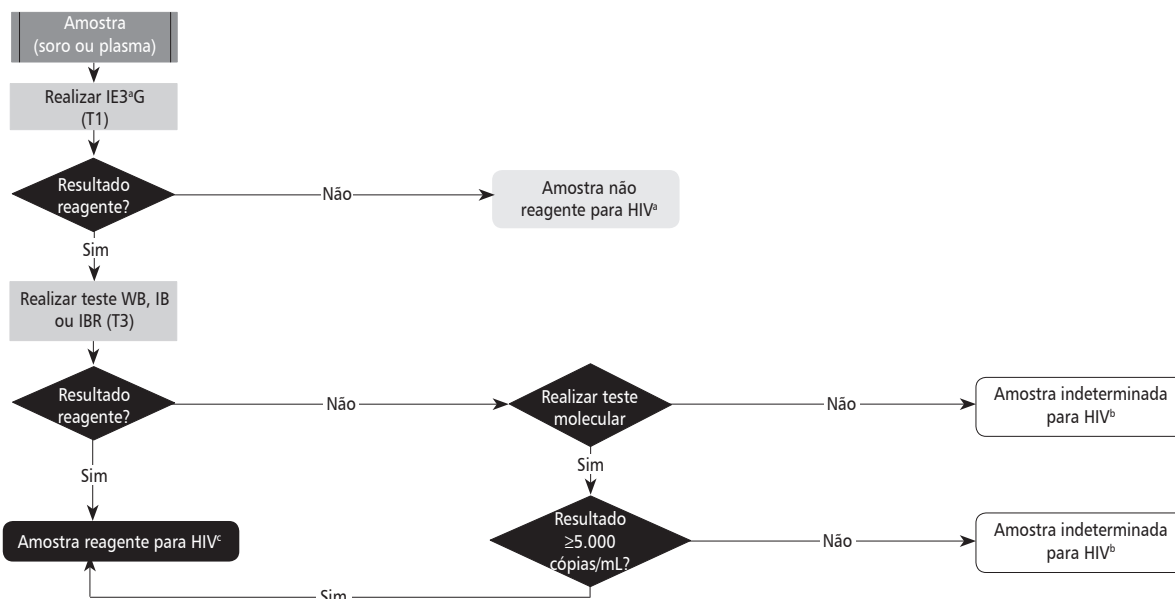 Amostra
(soro ou plasma)
Realizar IE3ªG
(T1)
Resultado
reagente?
Não
Amostra não
reagente para HIVª
Sim
Realizar teste WB, IB
ou IBR (T3)
Resultado
reagente?
Não
Realizar teste
molecular
Não
Amostra indeterminada
para HIVᵇ
Sim
Sim
Amostra reagente para HIVᶜ
Resultado
≥5.000
cópias/mL?
Não
Amostra indeterminada
para HIVᵇ
Sim